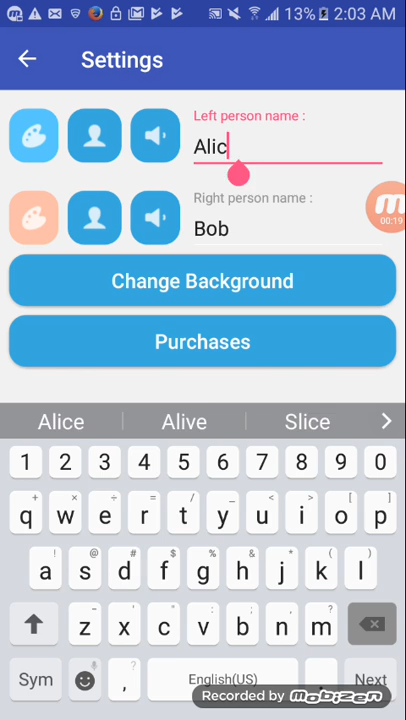 13% 2:03 AM
Settings
Left person name :
Alic
Right person name :
Bob
00:19
Change Background
Purchases
Alice Alive Slice
1 2 3 4 5 6 7 8 9 0
+ × ÷ = / _ < > [ ]
q w e r t y u i o p
! @ # $ % & * ( )
a s d f g h j k l
- ' " : ; , ?
z x c v b n m
Sym , ? English(US) . Next
Recorded by mobizen